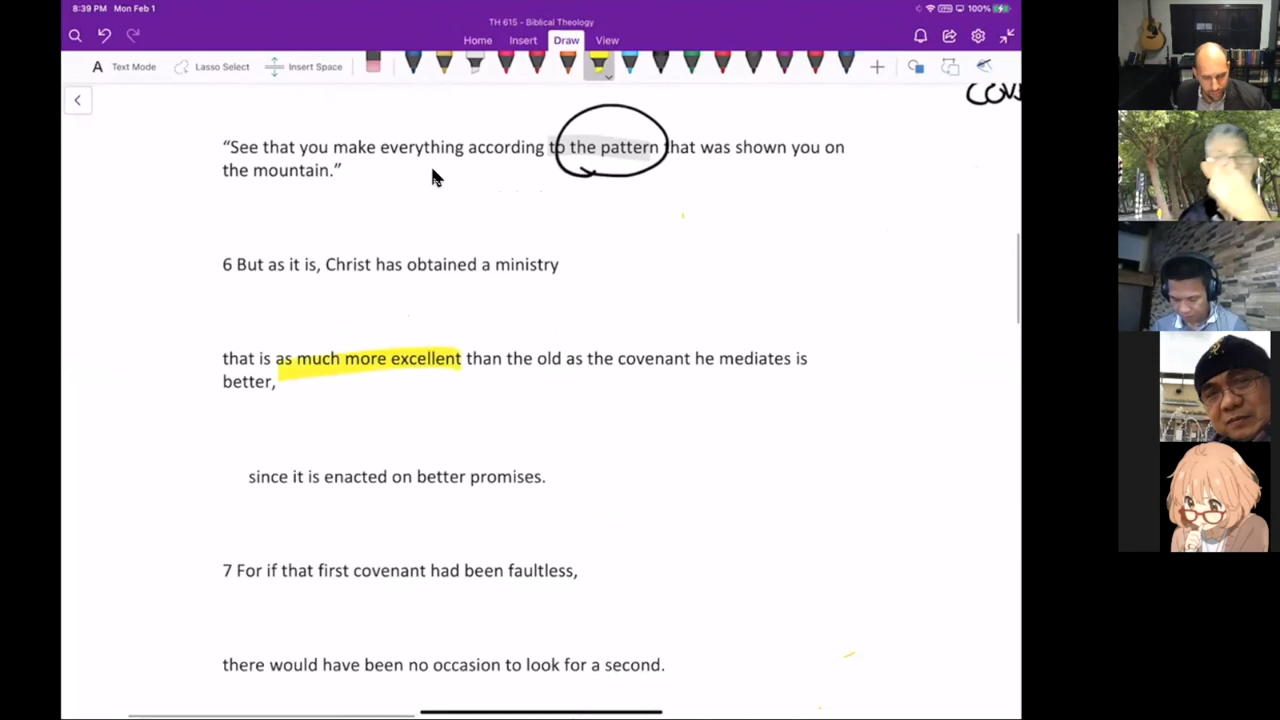 8:39 PM Mon Feb 1
100%
TH 615 - Biblical Theology
Home Insert Draw View
Text Mode Lasso Select Insert Space
“See that you make everything according to the pattern that was shown you on
the mountain.”
6 But as it is, Christ has obtained a ministry
that is as much more excellent than the old as the covenant he mediates is
better,
since it is enacted on better promises.
7 For if that first covenant had been faultless,
there would have been no occasion to look for a second.